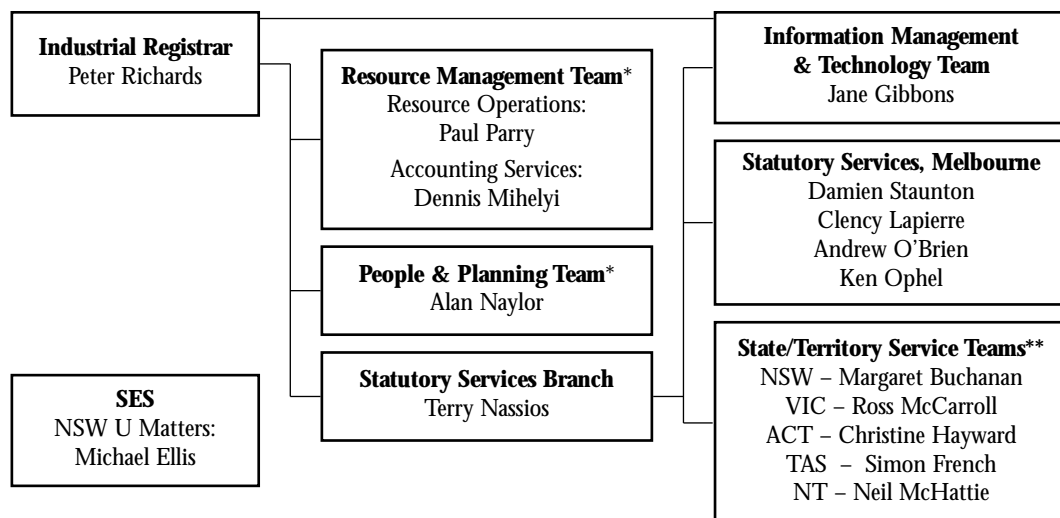 Industrial Registrar
Peter Richards
Resource Management Team*
Resource Operations:
Paul Parry
Accounting Services:
Dennis Mihelyi
People & Planning Team*
Alan Naylor
Statutory Services Branch
Terry Nassios
SES
NSW U Matters:
Michael Ellis
Information Management
& Technology Team
Jane Gibbons
Statutory Services, Melbourne
Damien Staunton
Clency Lapierre
Andrew O’Brien
Ken Ophel
State/Territory Service Teams**
NSW – Margaret Buchanan
VIC – Ross McCarroll
ACT – Christine Hayward
TAS – Simon French
NT – Neil McHattie